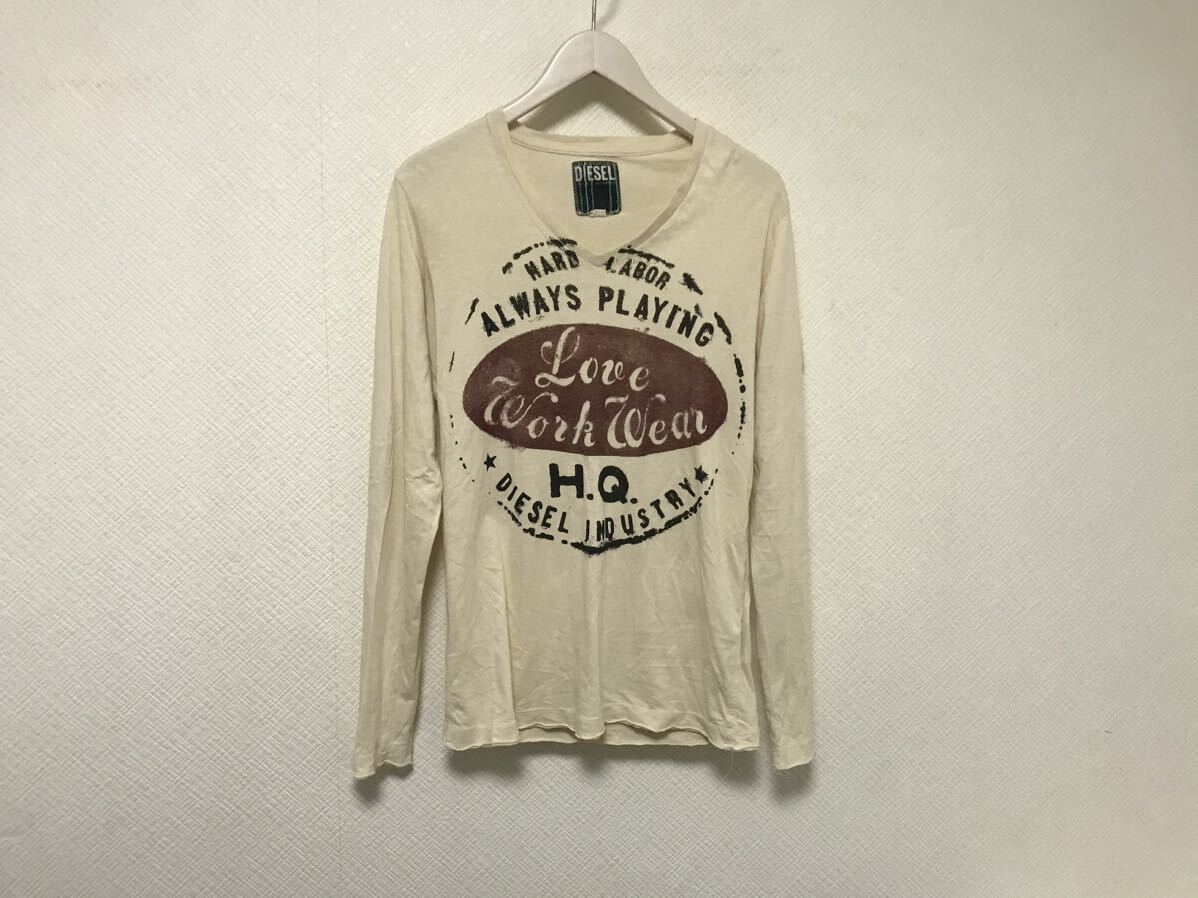 DIESEL
HARD LABOR
ALWAYS PLAYING
Love
Work Wear
H.Q.
★ DIESEL INDUSTRY ★